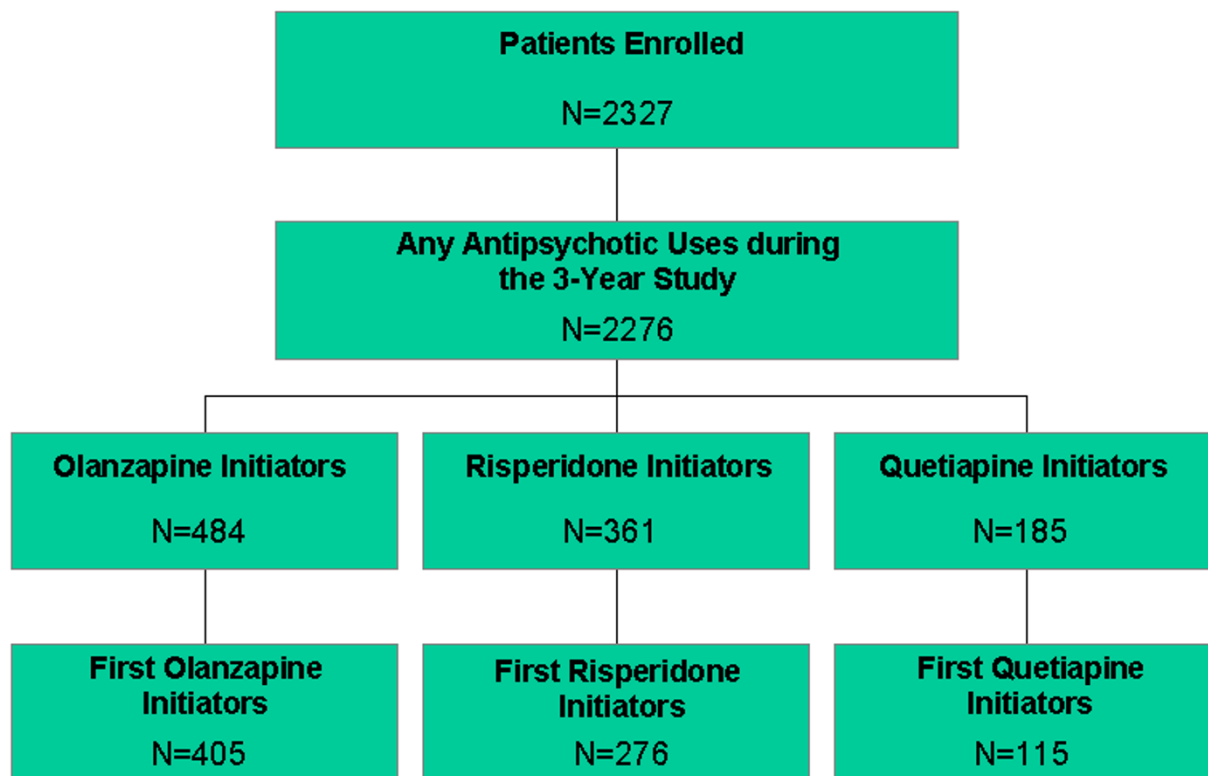 Patients Enrolled
N=2327
Any Antipsychotic Uses during
the 3-Year Study
N=2276
Olanzapine Initiators
N=484
Risperidone Initiators
N=361
Quetiapine Initiators
N=185
First Olanzapine
Initiators
N=405
First Risperidone
Initiators
N=276
First Quetiapine
Initiators
N=115